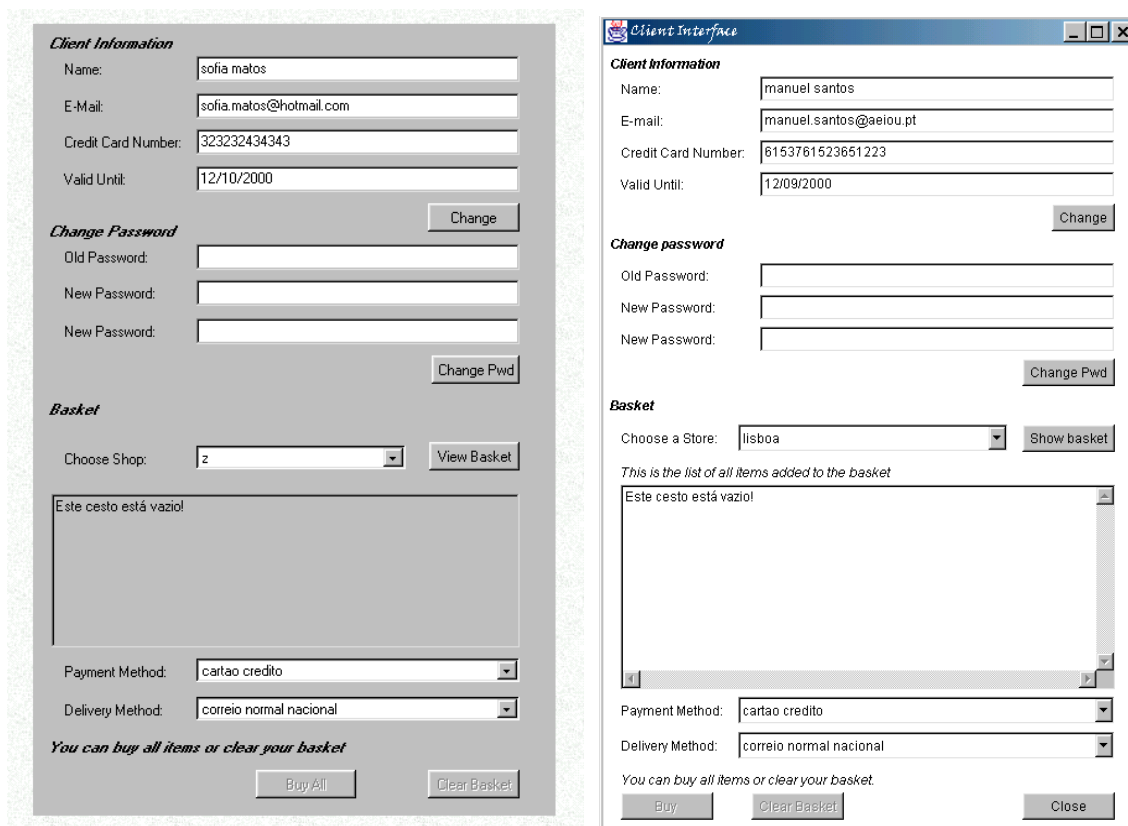 Client Information
Name: sofia matos
E-Mail: sofia.matos@hotmail.com
Credit Card Number: 323232434343
Valid Until: 12/10/2000
Change
Change Password
Old Password:
New Password:
New Password:
Change Pwd
Basket
Choose Shop: z View Basket
Este cesto está vazio!
Payment Method: cartao credito
Delivery Method: correio normal nacional
You can buy all items or clear your basket
Buy All Clear Basket
Client Interface
Client Information
Name: manuel santos
E-mail: manuel.santos@aeiou.pt
Credit Card Number: 6153761523651223
Valid Until: 12/09/2000
Change
Change password
Old Password:
New Password:
New Password:
Change Pwd
Basket
Choose a Store: lisboa Show basket
This is the list of all items added to the basket
Este cesto está vazio!
Payment Method: cartao credito
Delivery Method: correio normal nacional
You can buy all items or clear your basket.
Buy Clear Basket Close